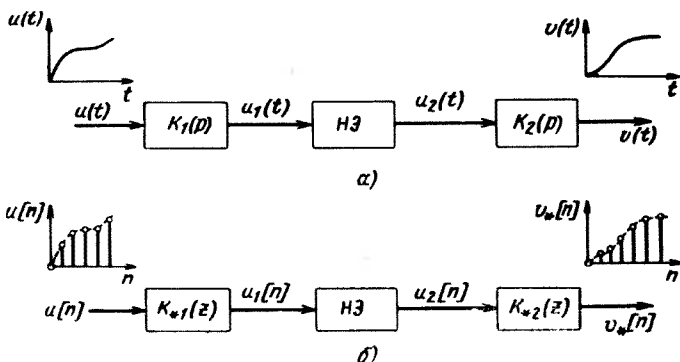 u(t)
υ(t)
t
t
u(t)
K₁(p)
u₁(t)
НЭ
u₂(t)
K₂(p)
υ(t)
а)
u[n]
υ*[n]
n
n
u[n]
K*₁(z)
u₁[n]
НЭ
u₂[n]
K*₂(z)
υ*[n]
б)